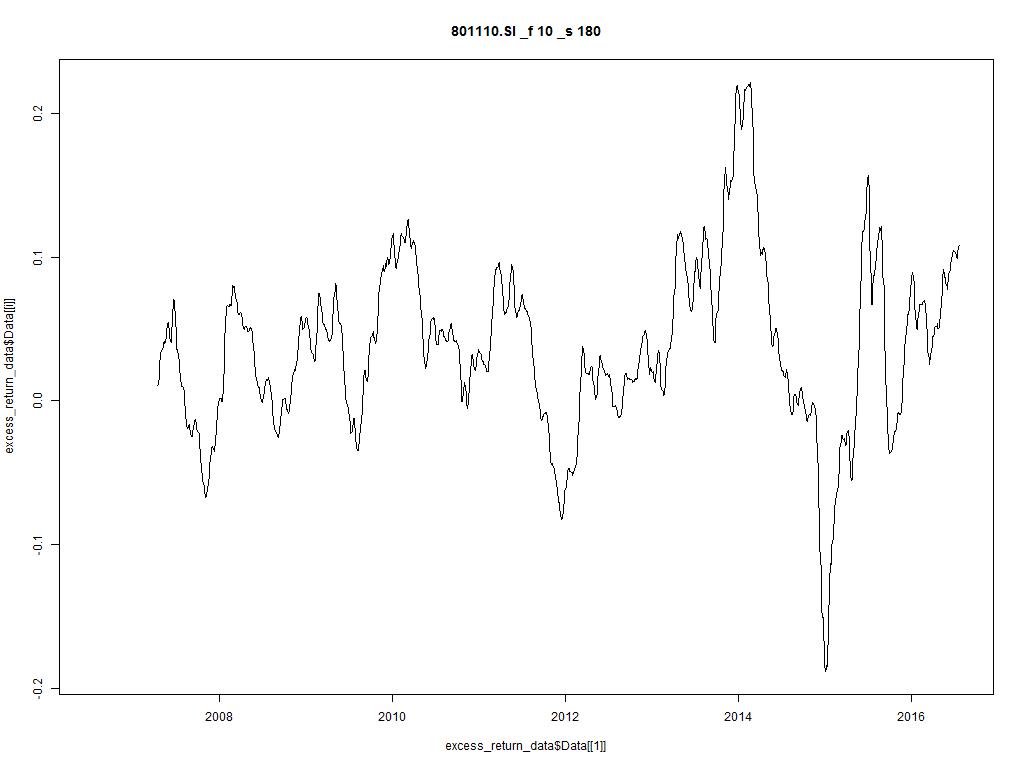 801110.SI _f 10 _s 180
0.2
0.1
0.0
-0.1
-0.2
excess_return_data$Data[[i]]
2008 2010 2012 2014 2016
excess_return_data$Data[[1]]